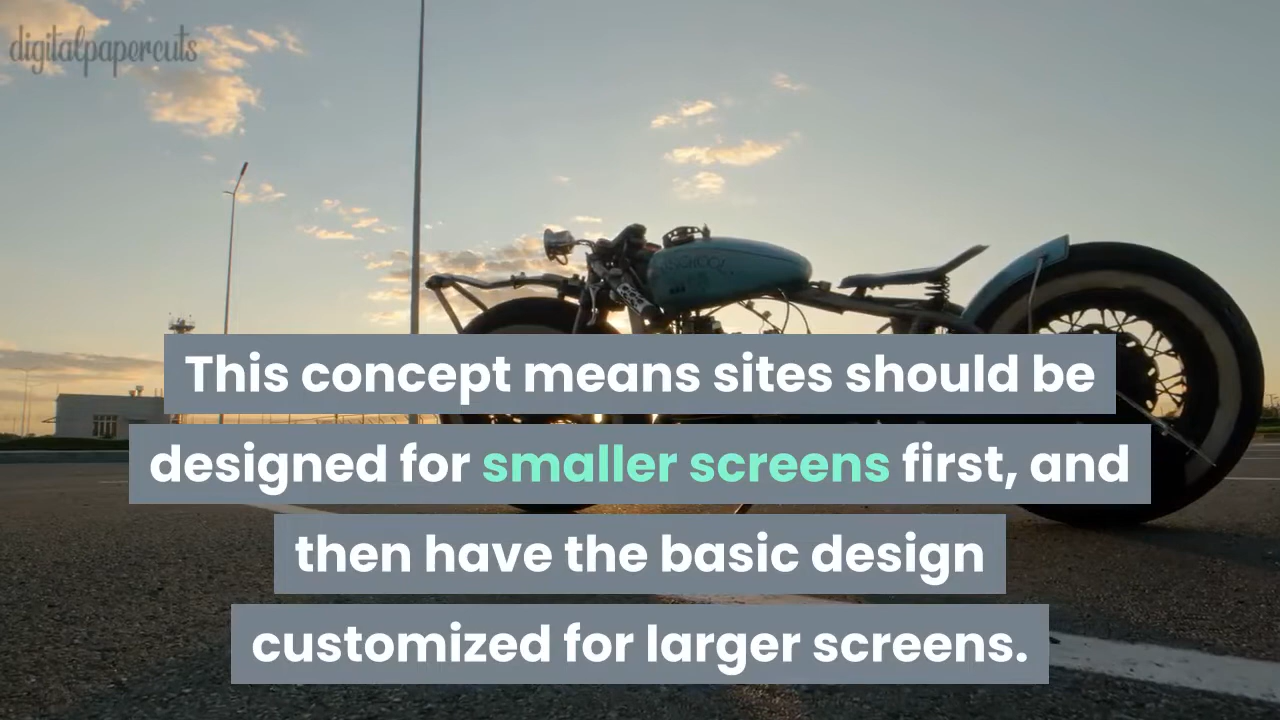 digitalpapercuts
This concept means sites should be
designed for smaller screens first, and
then have the basic design
customized for larger screens.